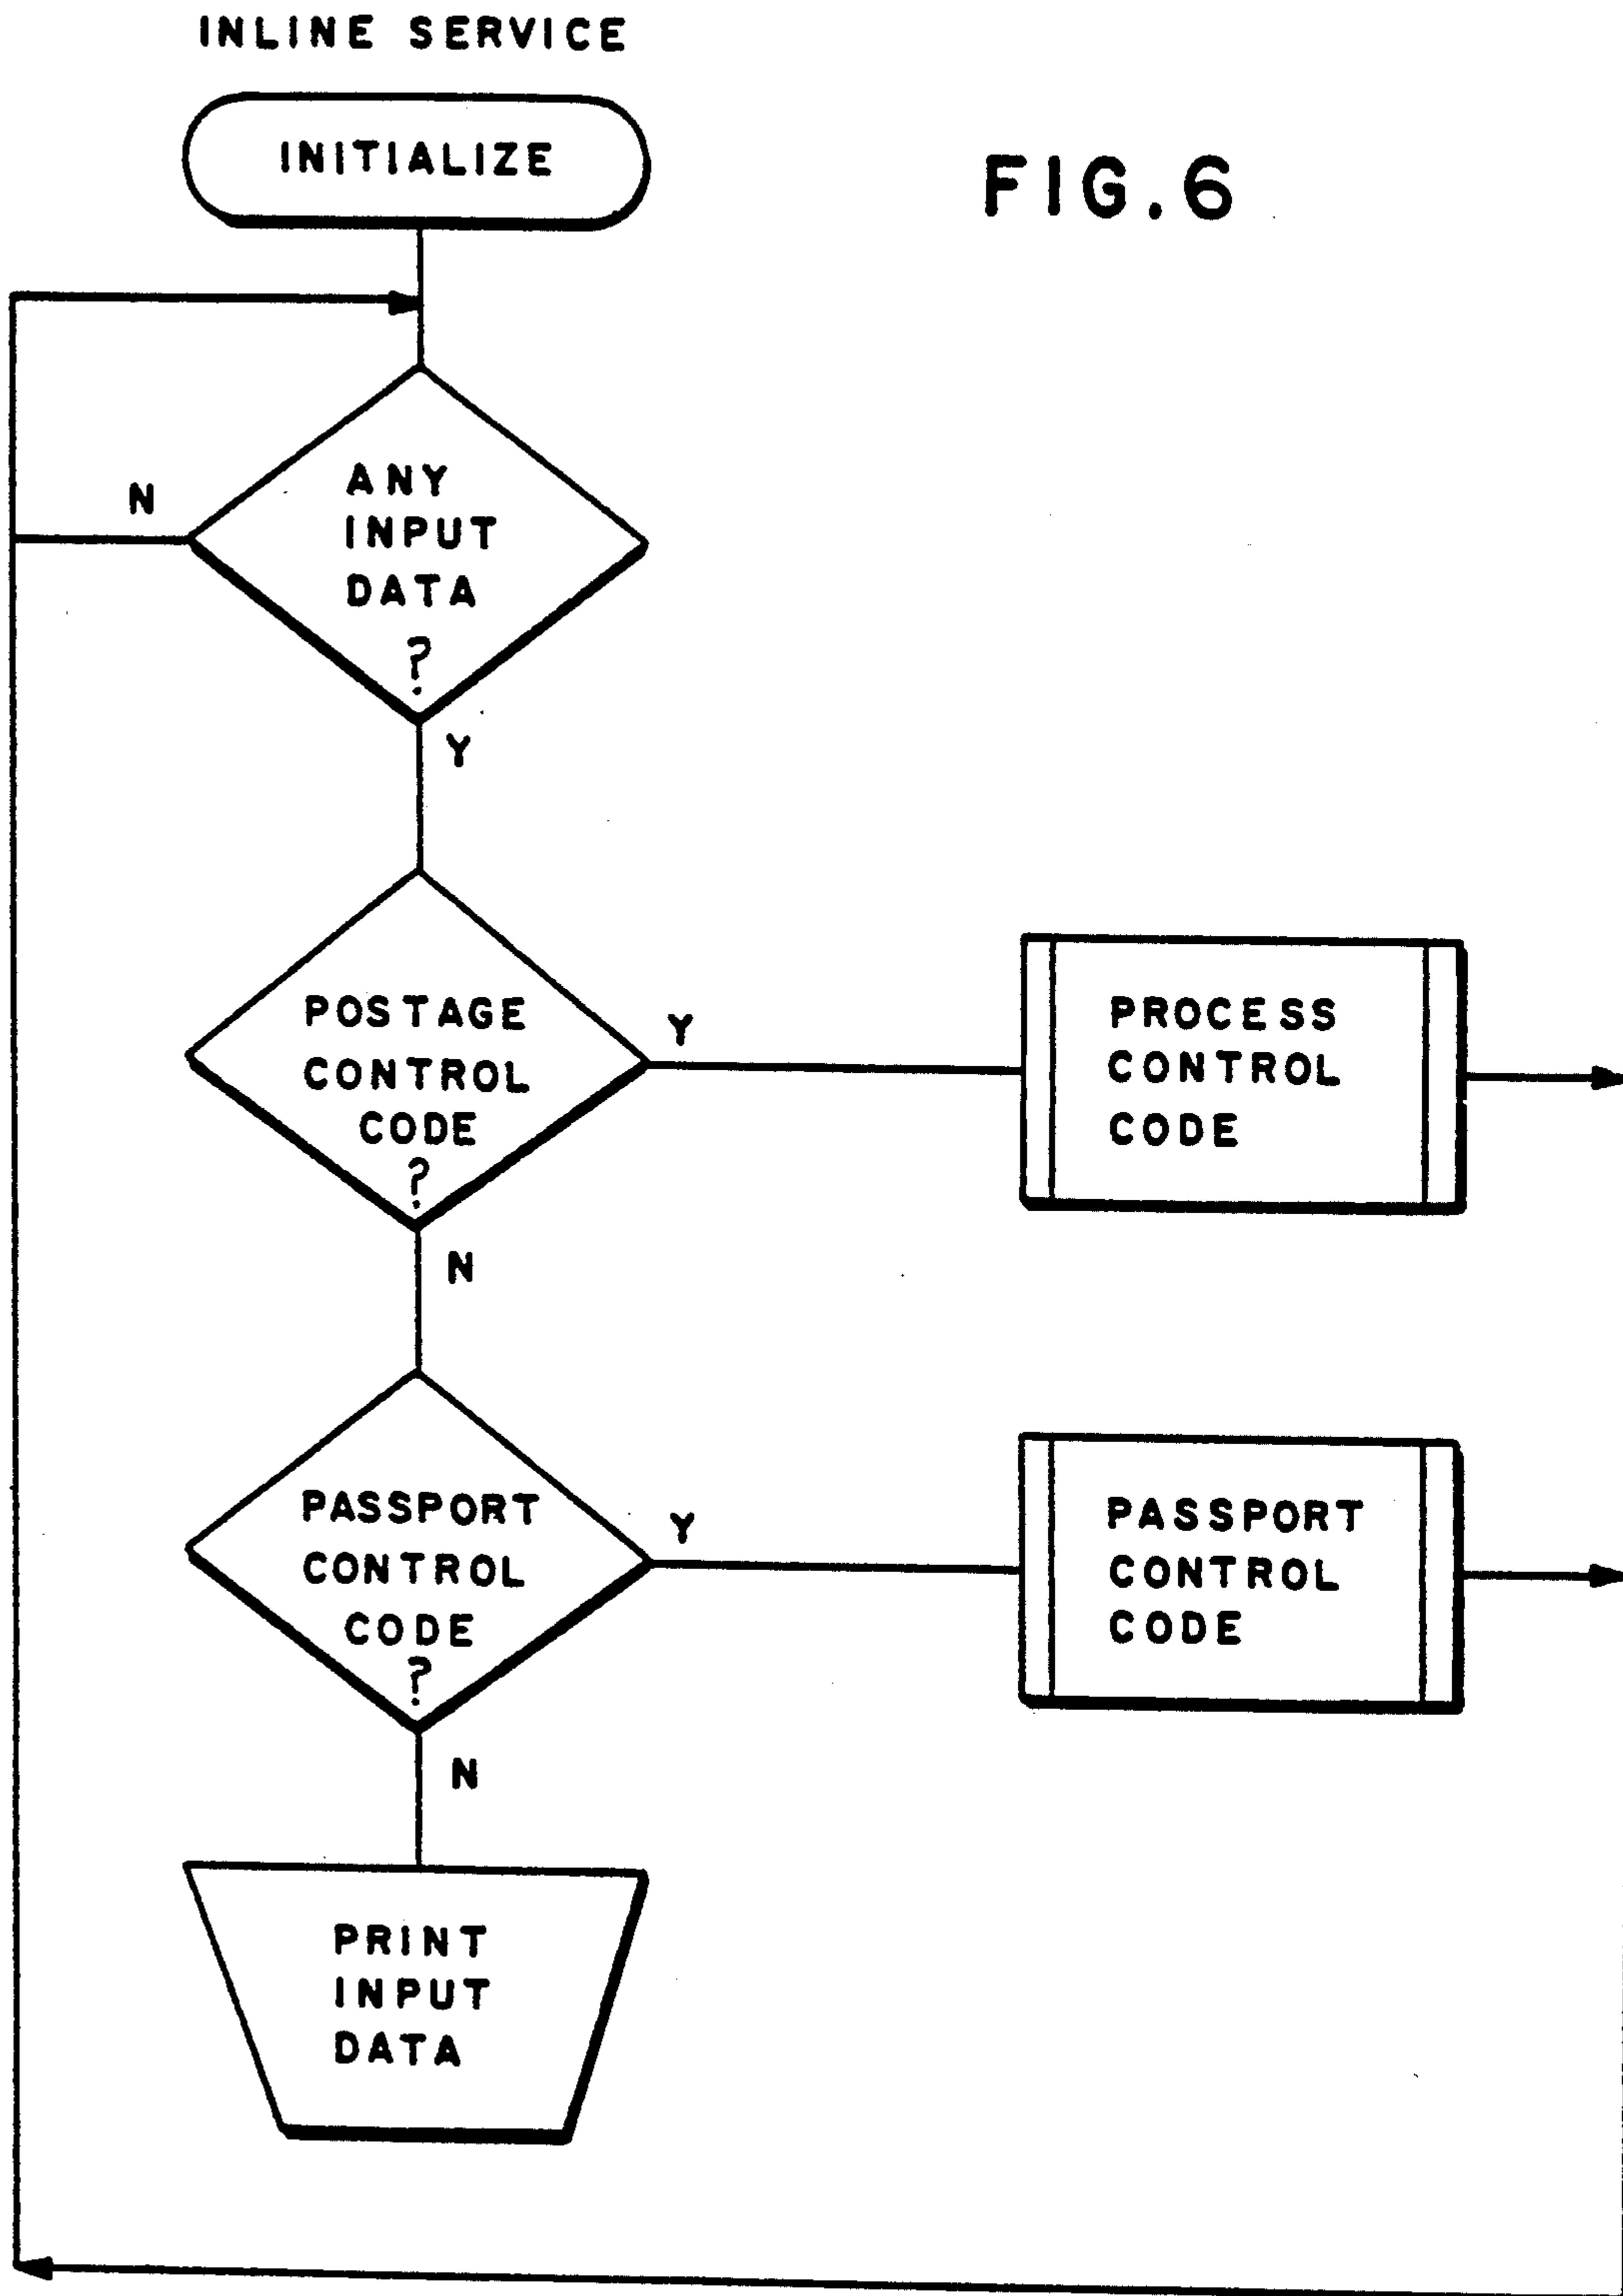 INLINE SERVICE
INITIALIZE
FIG.6
ANY
INPUT
DATA
?
N
Y
POSTAGE
CONTROL
CODE
?
Y
PROCESS
CONTROL
CODE
N
PASSPORT
CONTROL
CODE
?
Y
PASSPORT
CONTROL
CODE
N
PRINT
INPUT
DATA